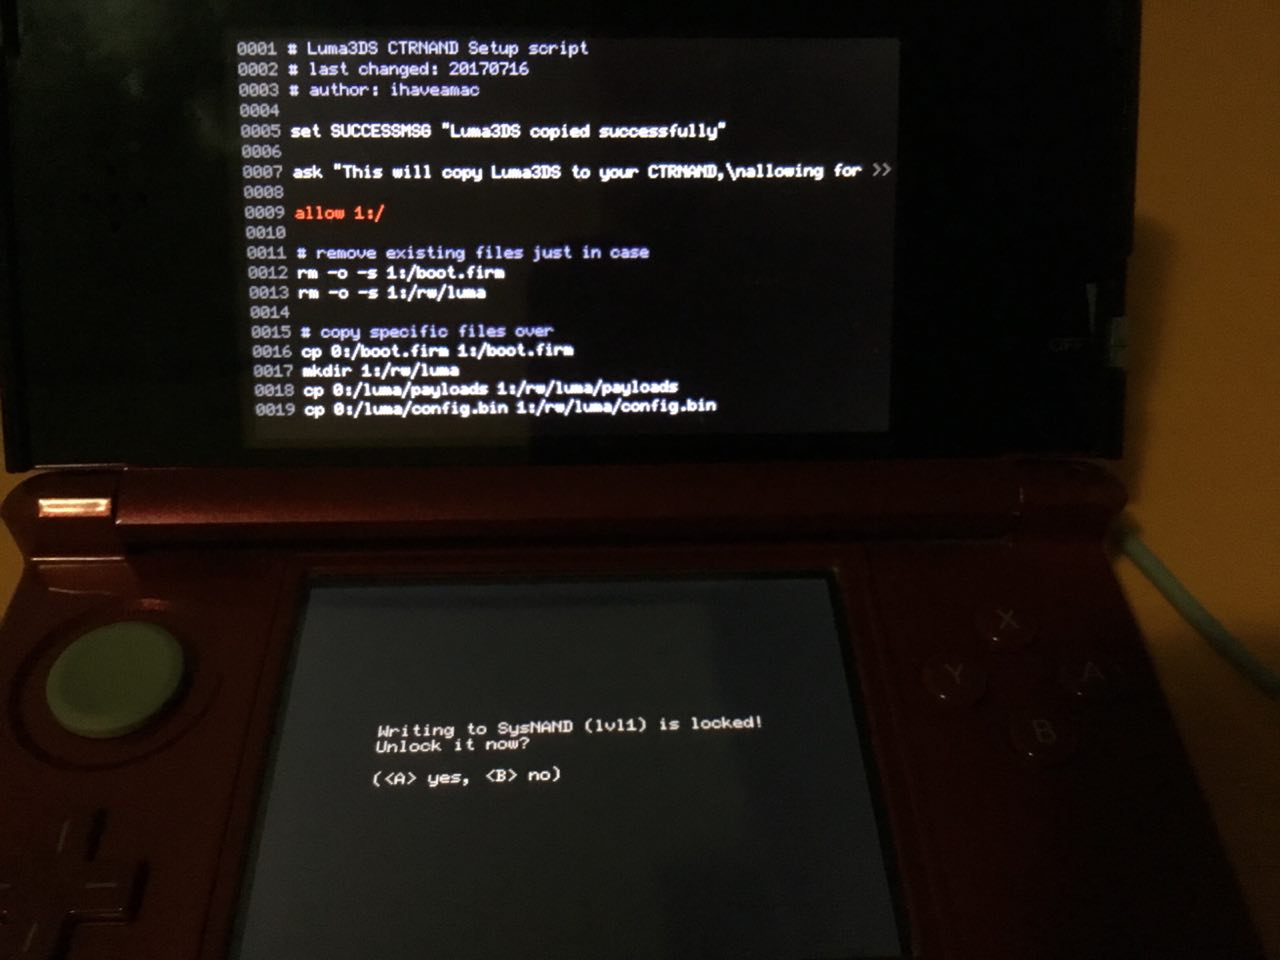 0001 # Luma3DS CTRNAND Setup script
0002 # last changed: 20170716
0003 # author: ihaveamac
0004
0005 set SUCCESSMSG "Luma3DS copied successfully"
0006
0007 ask "This will copy Luma3DS to your CTRNAND,\nallowing for >>
0008
0009 allow 1:/
0010
0011 # remove existing files just in case
0012 rm -o -s 1:/boot.firm
0013 rm -o -s 1:/rw/luma
0014
0015 # copy specific files over
0016 cp 0:/boot.firm 1:/boot.firm
0017 mkdir 1:/rw/luma
0018 cp 0:/luma/payloads 1:/rw/luma/payloads
0019 cp 0:/luma/config.bin 1:/rw/luma/config.bin
OFF
Writing to SysNAND (lvl1) is locked!
Unlock it now?
(<A> yes, <B> no)
X
Y
A
B